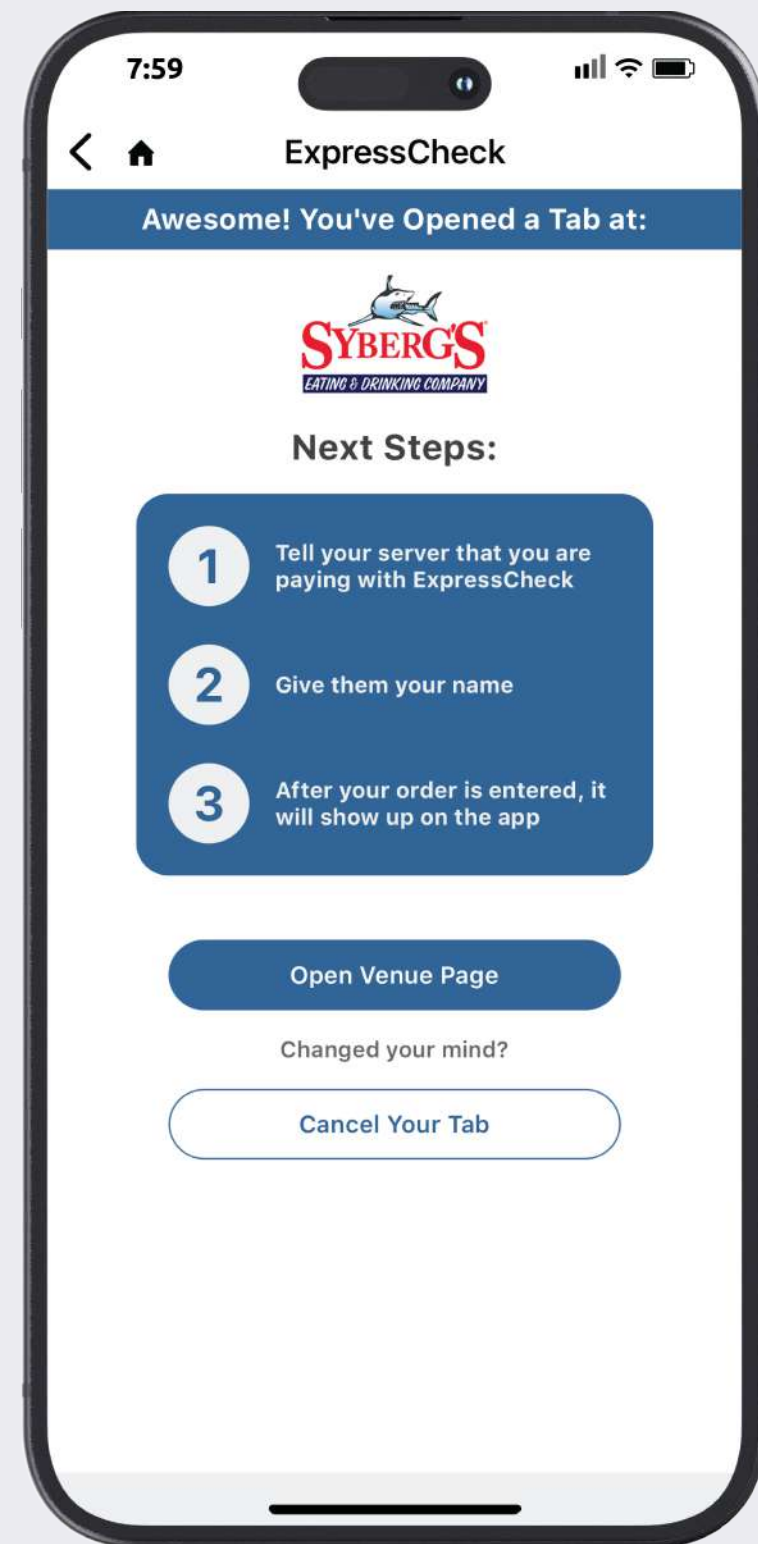 7:59
ExpressCheck
Awesome! You've Opened a Tab at:
SYBERG'S
EATING & DRINKING COMPANY
Next Steps:
1
Tell your server that you are
paying with ExpressCheck
2
Give them your name
3
After your order is entered, it
will show up on the app
Open Venue Page
Changed your mind?
Cancel Your Tab